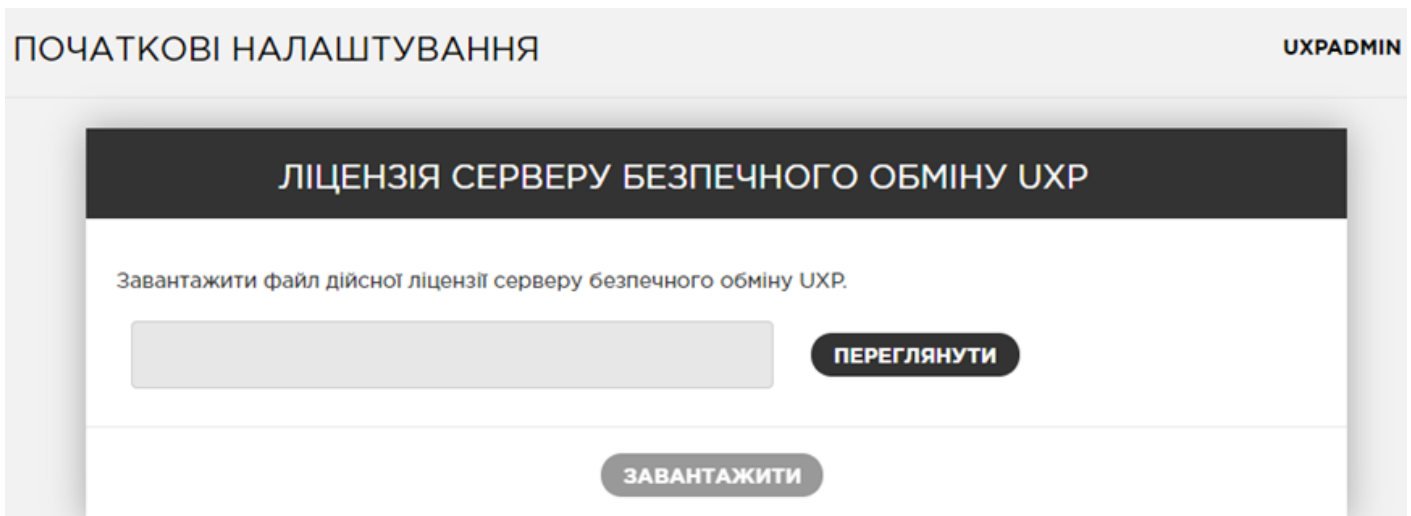 ПОЧАТКОВІ НАЛАШТУВАННЯ
UXPADMIN
ЛІЦЕНЗІЯ СЕРВЕРУ БЕЗПЕЧНОГО ОБМІНУ UXP
Завантажити файл дійсної ліцензії серверу безпечного обміну UXP.
ПЕРЕГЛЯНУТИ
ЗАВАНТАЖИТИ